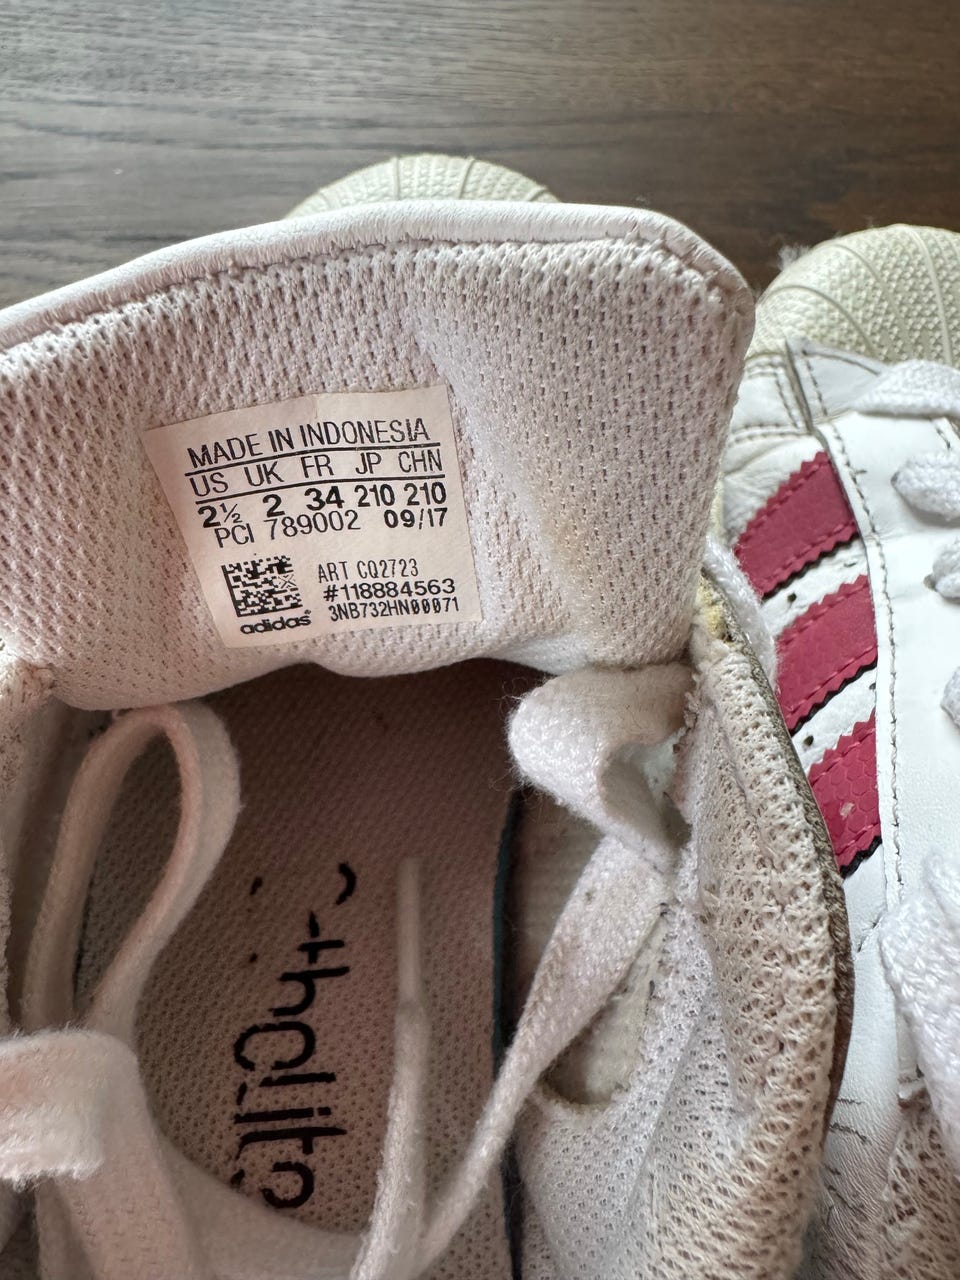 MADE IN INDONESIA
US UK FR JP CHN
2½ 2 34 210 210
PCI 789002 09/17
ART CQ2723
#118884563
3NB732HN00071
adidas®